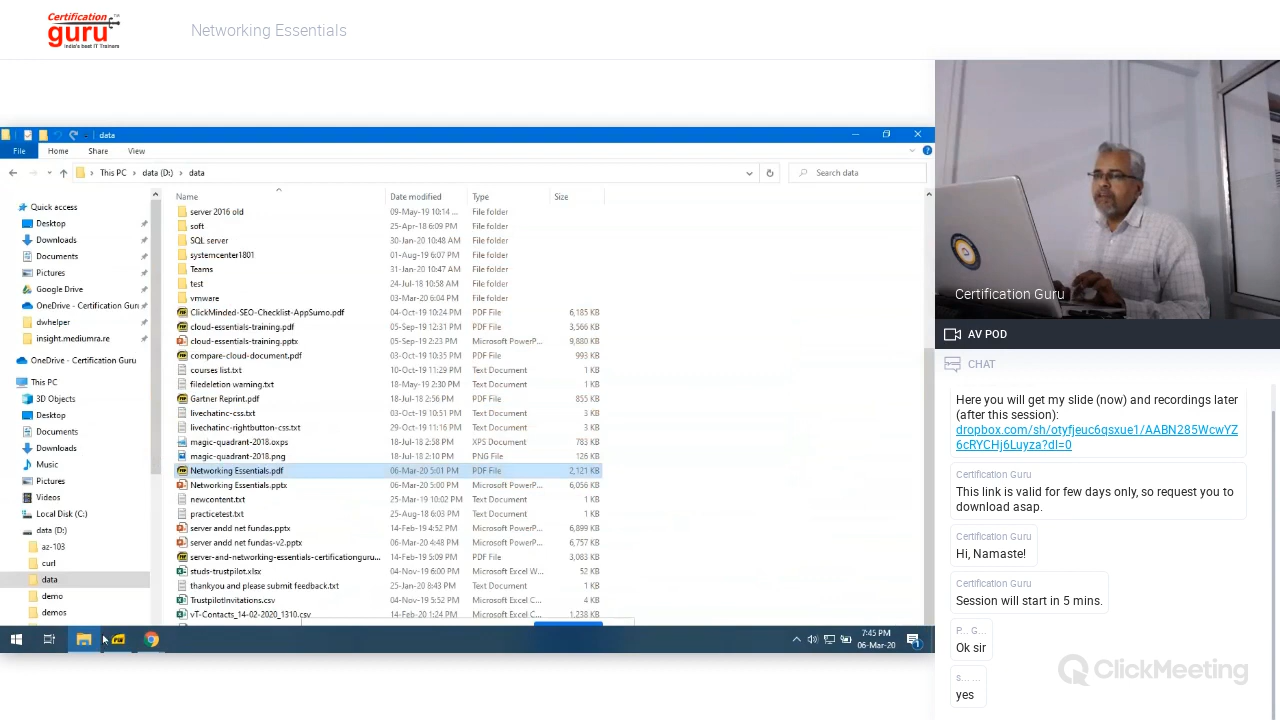 Certification
guru
India's best IT Trainers
Networking Essentials
data
File Home Share View
This PC data (D:) data
Search data
Name Date modified Type Size
Quick access
Desktop
Downloads
Documents
Pictures
Google Drive
OneDrive - Certification Guru
dwhelper
insight.mediumra.re
OneDrive - Certification Guru
This PC
3D Objects
Desktop
Documents
Downloads
Music
Pictures
Videos
Local Disk (C:)
data (D:)
az-103
curl
data
demo
demos
server 2016 old 09-May-19 10:14 ... File folder
soft 25-Apr-18 6:09 PM File folder
SQL server 30-Jan-20 10:48 AM File folder
systemcenter1801 01-Aug-19 6:07 PM File folder
Teams 31-Jan-20 10:47 AM File folder
test 24-Jul-18 10:58 AM File folder
vmware 03-Mar-20 6:04 PM File folder
ClickMinded-SEO-Checklist-AppSumo.pdf 04-Oct-19 10:24 PM PDF File 6,185 KB
cloud-essentials-training.pdf 05-Sep-19 12:31 PM PDF File 3,566 KB
cloud-essentials-training.pptx 05-Sep-19 2:23 PM Microsoft PowerP... 9,880 KB
compare-cloud-document.pdf 03-Oct-19 10:35 PM PDF File 993 KB
courses list.txt 10-Oct-19 11:29 PM Text Document 1 KB
filedeletion warning.txt 18-May-19 2:30 PM Text Document 1 KB
Gartner Reprint.pdf 18-Jul-18 2:56 PM PDF File 855 KB
livechatinc-css.txt 03-Oct-19 10:51 PM Text Document 3 KB
livechatinc-rightbutton-css.txt 29-Oct-19 11:16 PM Text Document 3 KB
magic-quadrant-2018.oxps 18-Jul-18 2:58 PM XPS Document 783 KB
magic-quadrant-2018.png 18-Jul-18 2:56 PM PNG File 126 KB
Networking Essentials.pdf 06-Mar-20 5:01 PM PDF File 2,121 KB
Networking Essentials.pptx 06-Mar-20 5:00 PM Microsoft PowerP... 6,056 KB
newcontent.txt 25-Mar-19 10:02 PM Text Document 1 KB
practicetest.txt 25-Aug-18 6:03 PM Text Document 1 KB
server andd net fundas.pptx 14-Feb-19 4:52 PM Microsoft PowerP... 6,899 KB
server andd net fundas-v2.pptx 06-Mar-20 4:48 PM Microsoft PowerP... 6,757 KB
server-and-networking-essentials-certificationguru... 14-Feb-19 5:09 PM PDF File 3,083 KB
studs-trustpilot.xlsx 04-Nov-19 6:00 PM Microsoft Excel W... 52 KB
thankyou and please submit feedback.txt 25-Jan-20 8:43 PM Text Document 1 KB
TrustpilotInvitations.csv 04-Nov-19 5:52 PM Microsoft Excel C... 4 KB
vT-Contacts_14-02-2020_1310.csv 14-Feb-20 1:24 PM Microsoft Excel C... 1,238 KB
7:45 PM
06-Mar-20
Certification Guru
AV POD
CHAT
Here you will get my slide (now) and recordings later
(after this session):
dropbox.com/sh/otyfjeuc6qsxue1/AABN285WcwYZ
6cRYCHj6Luyza?dl=0
Certification Guru
This link is valid for few days only, so request you to
download asap.
Certification Guru
Hi, Namaste!
Certification Guru
Session will start in 5 mins.
P... G...
Ok sir
s... ...
yes
ClickMeeting